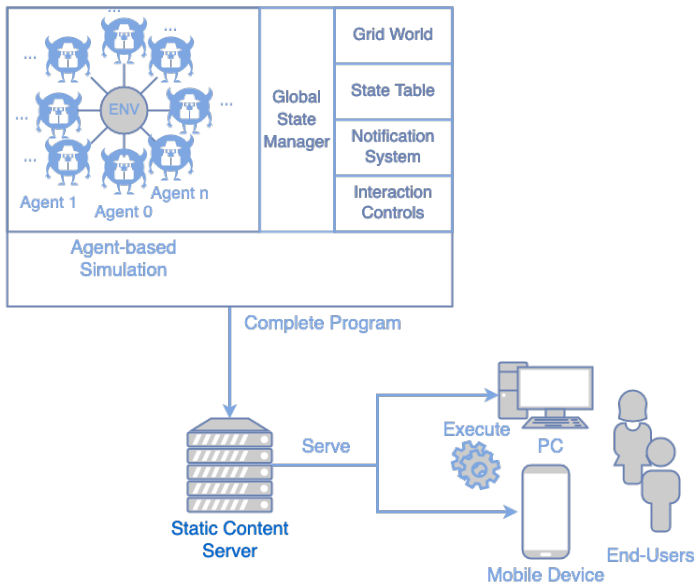 ...
...
...
...
...
ENV
Agent 1
Agent 0
Agent n
Agent-based
Simulation
Global
State
Manager
Grid World
State Table
Notification
System
Interaction
Controls
Complete Program
Serve
Execute
PC
Static Content
Server
Mobile Device
End-Users